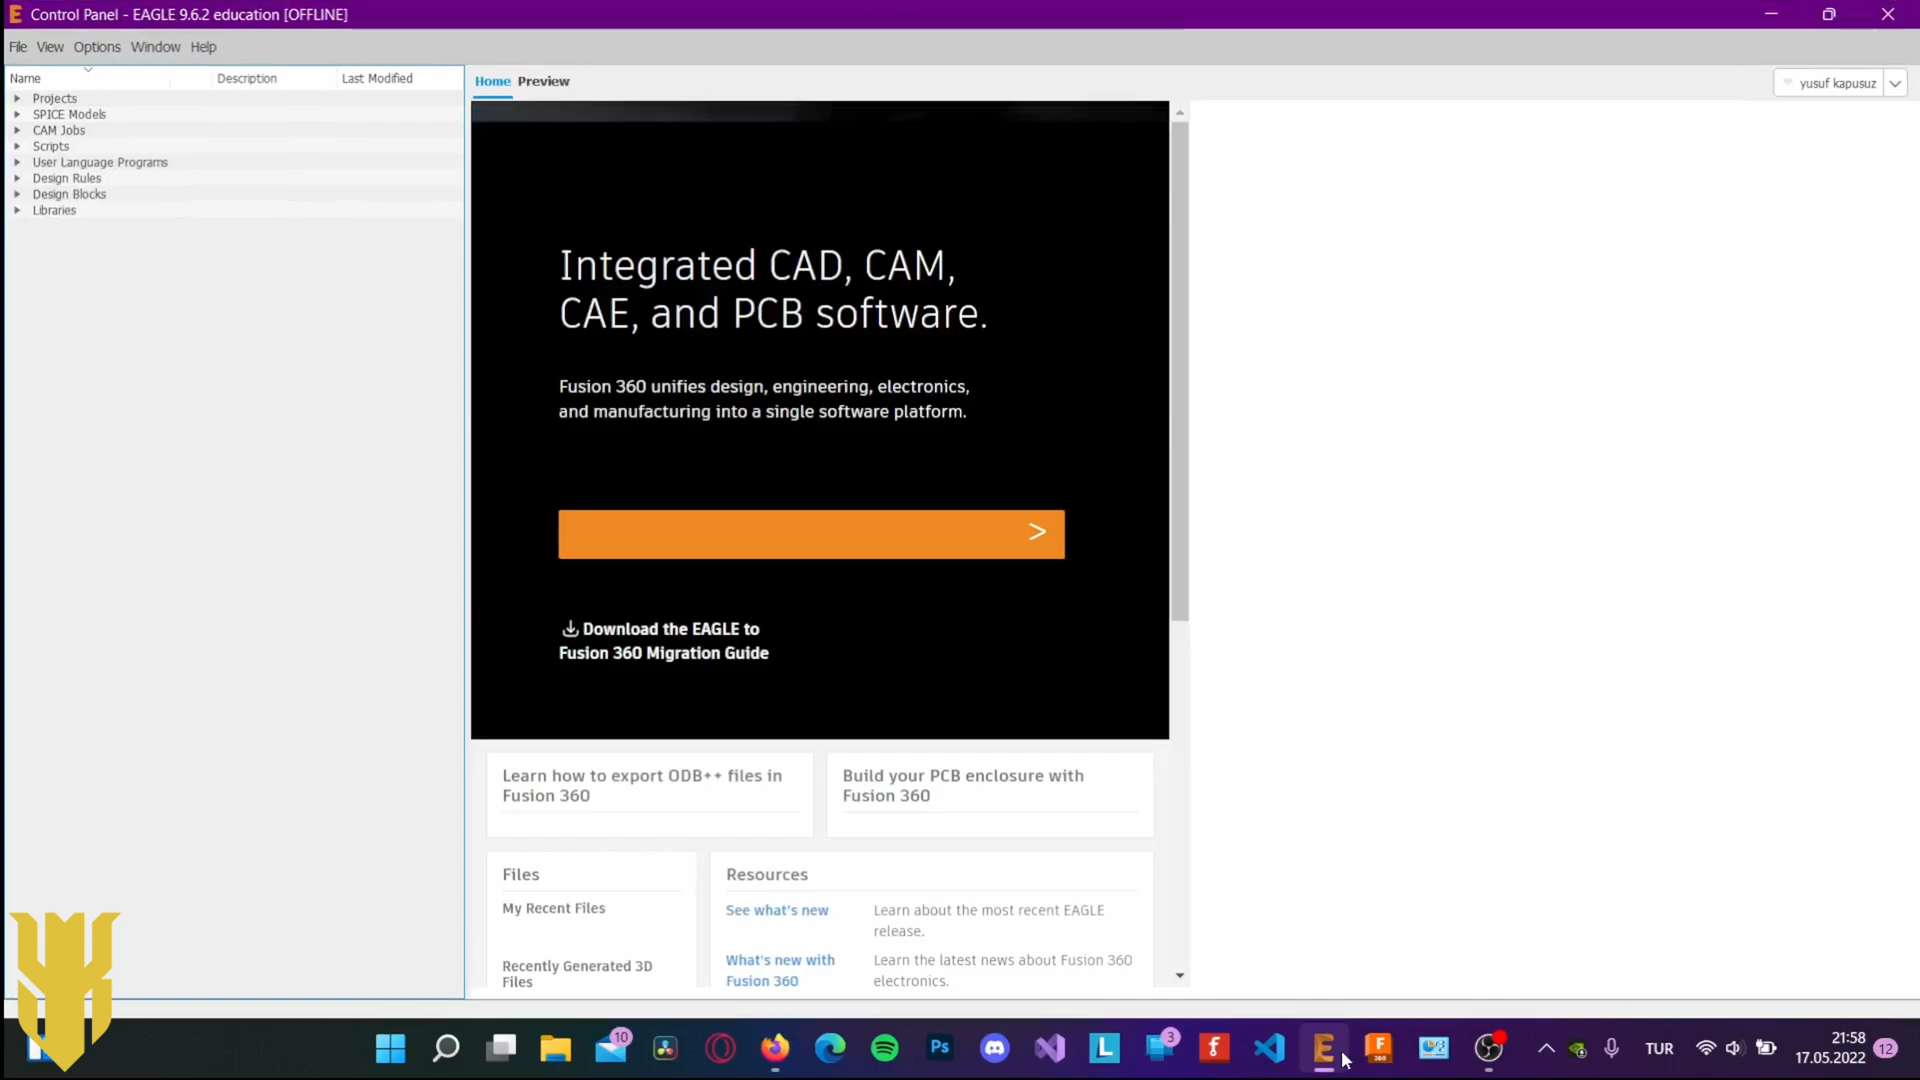 Control Panel - EAGLE 9.6.2 education [OFFLINE]
File View Options Window Help
Name Description Last Modified
Projects
SPICE Models
CAM Jobs
Scripts
User Language Programs
Design Rules
Design Blocks
Libraries
Home Preview
yusuf kapusuz
Integrated CAD, CAM,
CAE, and PCB software.
Fusion 360 unifies design, engineering, electronics,
and manufacturing into a single software platform.
>
Download the EAGLE to
Fusion 360 Migration Guide
Learn how to export ODB++ files in
Fusion 360
Build your PCB enclosure with
Fusion 360
Files
My Recent Files
Recently Generated 3D
Files
Resources
See what's new
Learn about the most recent EAGLE
release.
What's new with
Fusion 360
Learn the latest news about Fusion 360
electronics.
10
Ps
L
3
f
E
F
360
TUR
21:58
17.05.2022
12